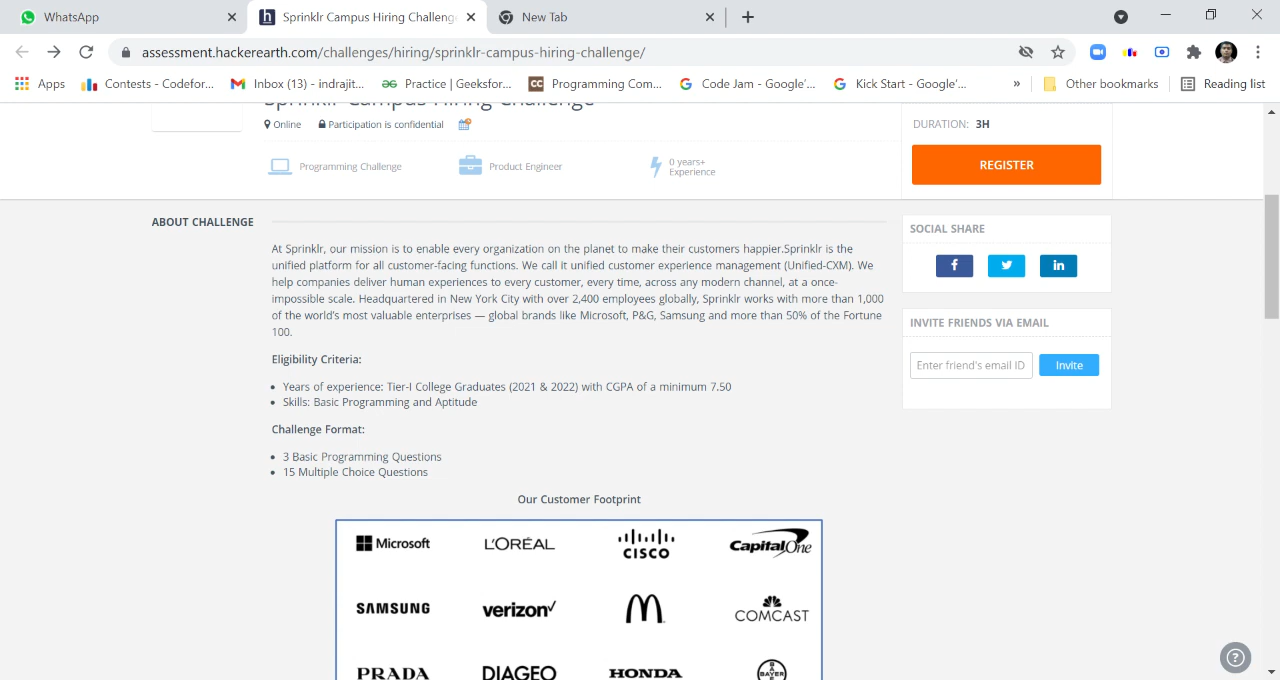 WhatsApp
Sprinklr Campus Hiring Challenge
New Tab
assessment.hackerearth.com/challenges/hiring/sprinklr-campus-hiring-challenge/
Apps
Contests - Codefor...
Inbox (13) - indrajit...
Practice | Geeksfor...
CC
Programming Com...
Code Jam - Google'...
Kick Start - Google'...
»
Other bookmarks
Reading list
Sprinklr Campus Hiring Challenge
Online
Participation is confidential
DURATION: 3H
Programming Challenge
Product Engineer
0 years+
Experience
REGISTER
ABOUT CHALLENGE
At Sprinklr, our mission is to enable every organization on the planet to make their customers happier.Sprinklr is the
unified platform for all customer-facing functions. We call it unified customer experience management (Unified-CXM). We
help companies deliver human experiences to every customer, every time, across any modern channel, at a once-
impossible scale. Headquartered in New York City with over 2,400 employees globally, Sprinklr works with more than 1,000
of the world's most valuable enterprises — global brands like Microsoft, P&G, Samsung and more than 50% of the Fortune
100.
Eligibility Criteria:
• Years of experience: Tier-I College Graduates (2021 & 2022) with CGPA of a minimum 7.50
• Skills: Basic Programming and Aptitude
Challenge Format:
• 3 Basic Programming Questions
• 15 Multiple Choice Questions
Our Customer Footprint
Microsoft
L'ORÉAL
CISCO
Capital One
SAMSUNG
verizon✓
COMCAST
PRADA
DIAGEO
HONDA
BAYER
SOCIAL SHARE
INVITE FRIENDS VIA EMAIL
Enter friend's email ID
Invite